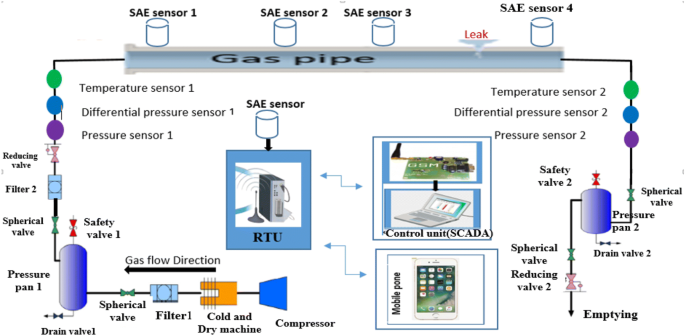 SAE sensor 1
SAE sensor 2
SAE sensor 3
SAE sensor 4
Leak
Gas pipe
Temperature sensor 1
Differential pressure sensor 1
Pressure sensor 1
Reducing
valve
Filter 2
Spherical
valve
Safety
valve 1
Pressure
pan 1
Drain valve1
Gas flow Direction
Spherical
valve
Filter1
Cold and
Dry machine
Compressor
SAE sensor
RTU
GSM
*Control unit(SCADA)
Mobile pone
Temperature sensor 2
Differential pressure sensor 2
Pressure sensor 2
Safety
valve 2
Spherical
valve
Pressure
pan 2
Drain valve 2
Spherical
valve
Reducing
valve 2
Emptying